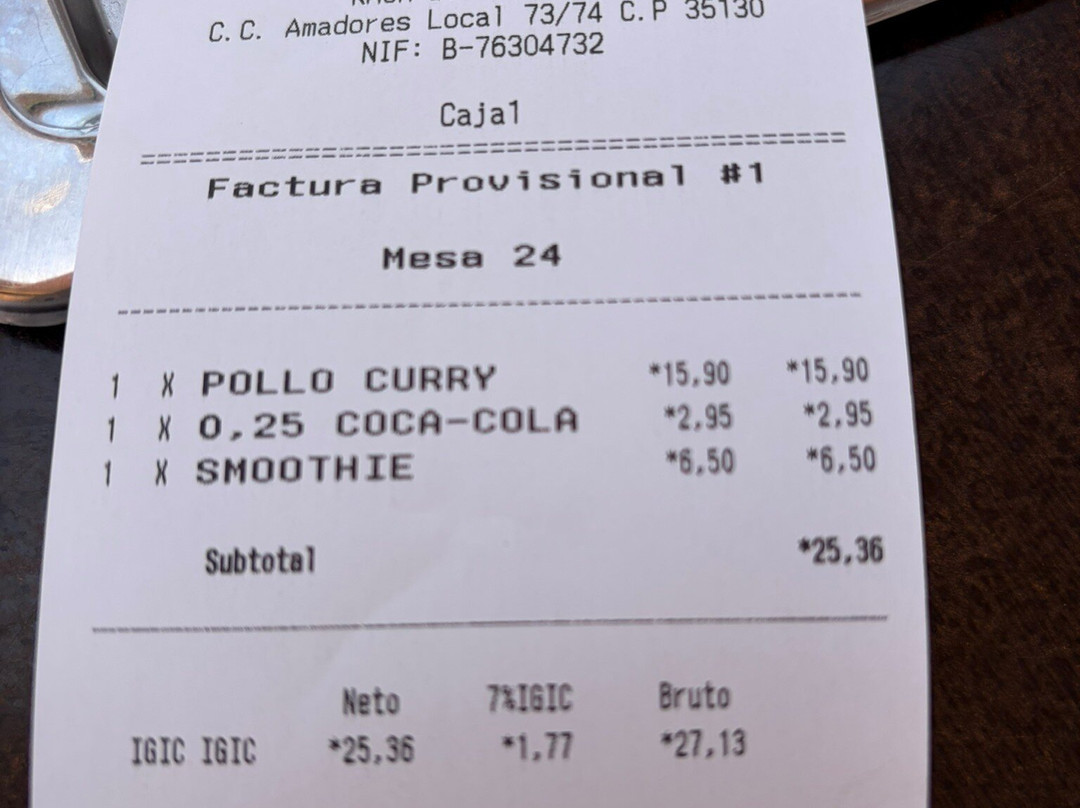 C.C. Amadores Local 73/74 C.P 35130
NIF: B-76304732
Caja1
========================================
Factura Provisional #1
Mesa 24
----------------------------------------
1 X POLLO CURRY *15,90 *15,90
1 X 0,25 COCA-COLA *2,95 *2,95
1 X SMOOTHIE *6,50 *6,50
Subtotal *25,36
----------------------------------------
Neto 7%IGIC Bruto
IGIC IGIC *25,36 *1,77 *27,13